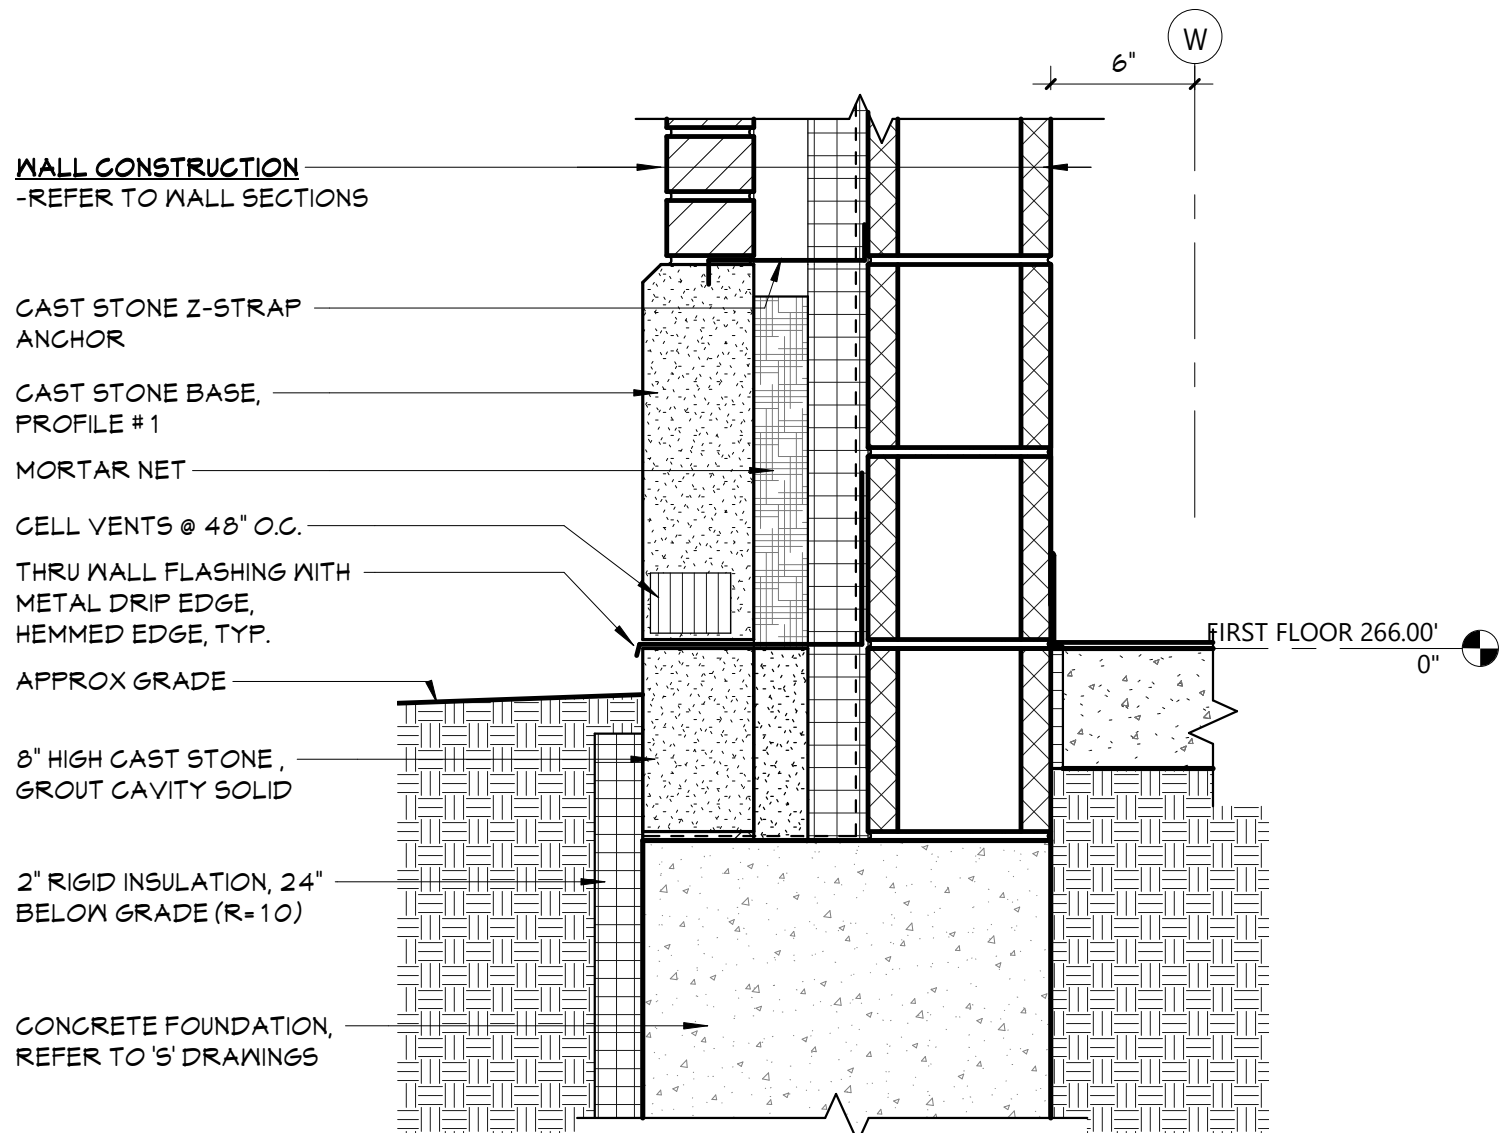 W
6"
WALL CONSTRUCTION
-REFER TO WALL SECTIONS
CAST STONE Z-STRAP
ANCHOR
CAST STONE BASE,
PROFILE #1
MORTAR NET
CELL VENTS @ 48" O.C.
THRU WALL FLASHING WITH
METAL DRIP EDGE,
HEMMED EDGE, TYP.
FIRST FLOOR 266.00'
0"
APPROX GRADE
8" HIGH CAST STONE ,
GROUT CAVITY SOLID
2" RIGID INSULATION, 24"
BELOW GRADE (R=10)
CONCRETE FOUNDATION,
REFER TO 'S' DRAWINGS